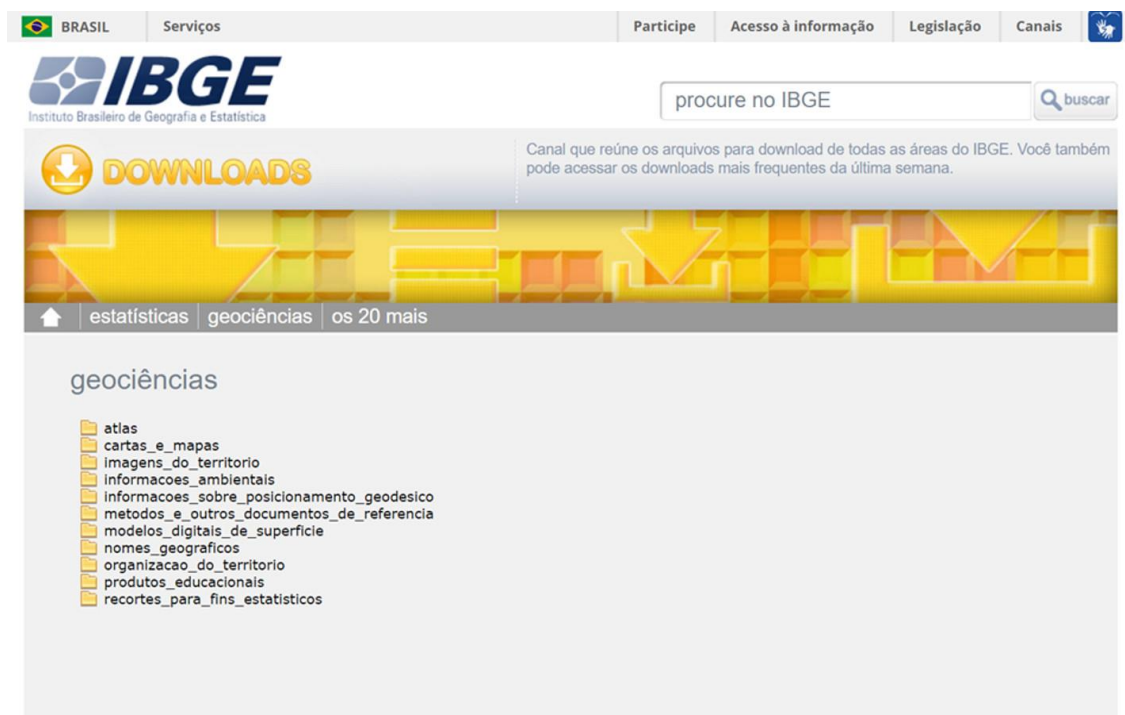 BRASIL Serviços Participe Acesso à informação Legislação Canais
IBGE
Instituto Brasileiro de Geografia e Estatística
procure no IBGE buscar
DOWNLOADS
Canal que reúne os arquivos para download de todas as áreas do IBGE. Você também
pode acessar os downloads mais frequentes da última semana.
estatísticas geociências os 20 mais
geociências
atlas
cartas_e_mapas
imagens_do_territorio
informacoes_ambientais
informacoes_sobre_posicionamento_geodesico
metodos_e_outros_documentos_de_referencia
modelos_digitais_de_superficie
nomes_geograficos
organizacao_do_territorio
produtos_educacionais
recortes_para_fins_estatisticos